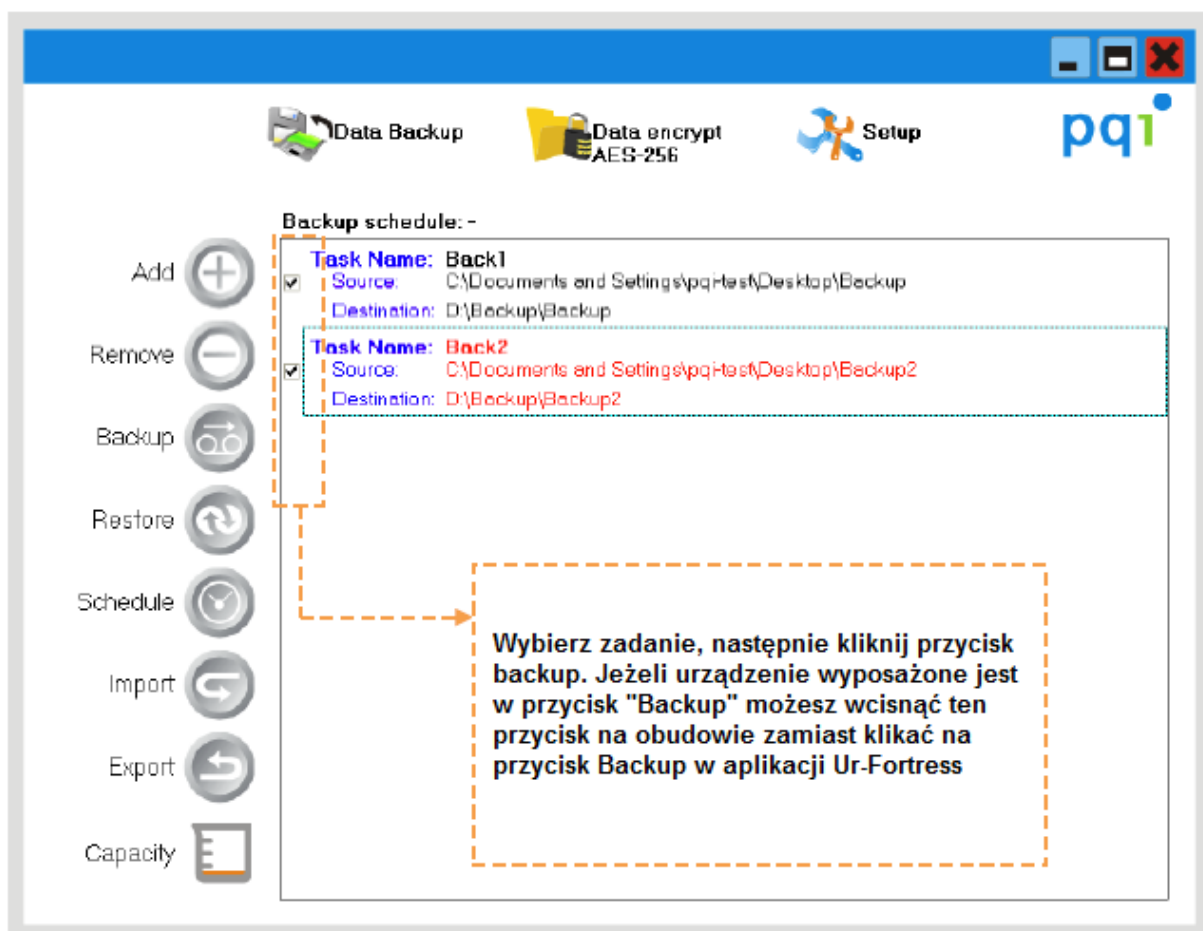 Data Backup
Data encrypt
AES-256
Setup
pqi
Backup schedule: -
Add
Remove
Backup
Restore
Schedule
Import
Export
Capacity
Task Name: Back1
Source: C:\Documents and Settings\pqi-test\Desktop\Backup
Destination: D:\Backup\Backup
Task Name: Back2
Source: C:\Documents and Settings\pqi-test\Desktop\Backup2
Destination: D:\Backup\Backup2
Wybierz zadanie, następnie kliknij przycisk
backup. Jeżeli urządzenie wyposażone jest
w przycisk "Backup" możesz wcisnąć ten
przycisk na obudowie zamiast klikać na
przycisk Backup w aplikacji Ur-Fortress